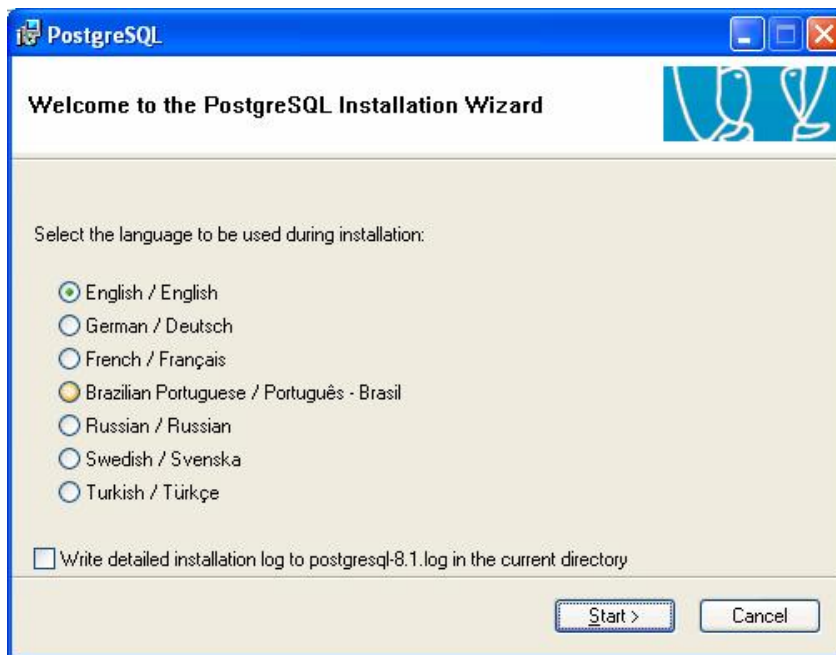 PostgreSQL
Welcome to the PostgreSQL Installation Wizard
Select the language to be used during installation:
English / English
German / Deutsch
French / Français
Brazilian Portuguese / Português - Brasil
Russian / Russian
Swedish / Svenska
Turkish / Türkçe
Write detailed installation log to postgresql-8.1.log in the current directory
Start >
Cancel